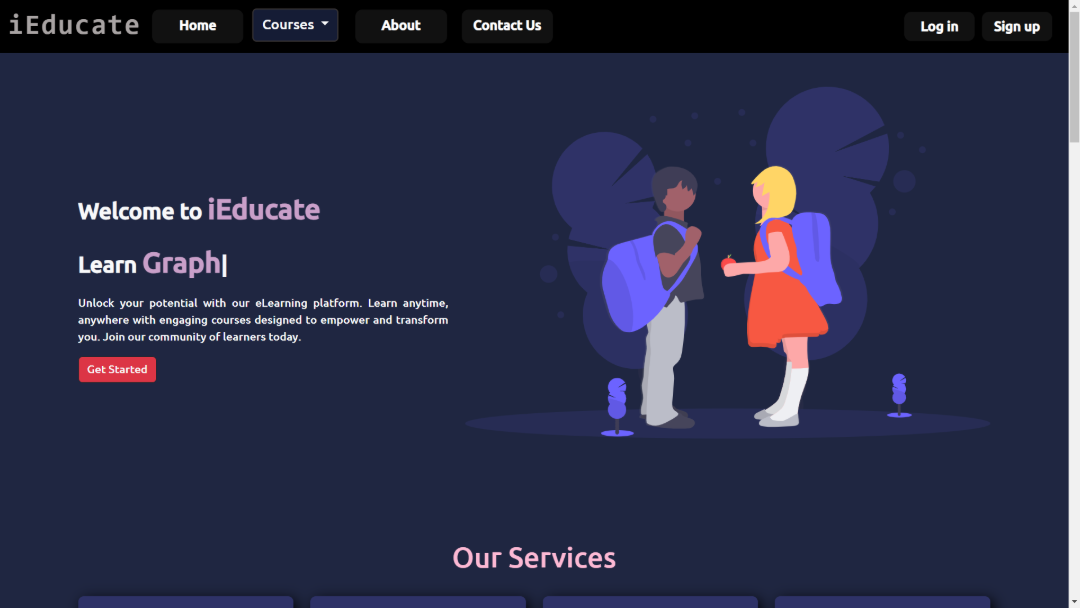 iEducate Home Courses About Contact Us Log in Sign up
Welcome to iEducate
Learn Graph|
Unlock your potential with our eLearning platform. Learn anytime,
anywhere with engaging courses designed to empower and transform
you. Join our community of learners today.
Get Started
Our Services